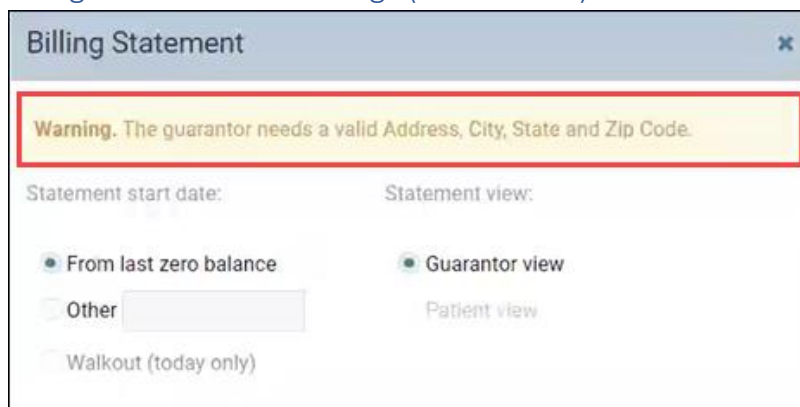 Billing Statement
Warning. The guarantor needs a valid Address, City, State and Zip Code.
Statement start date: Statement view:
From last zero balance Guarantor view
Other Patient view
Walkout (today only)